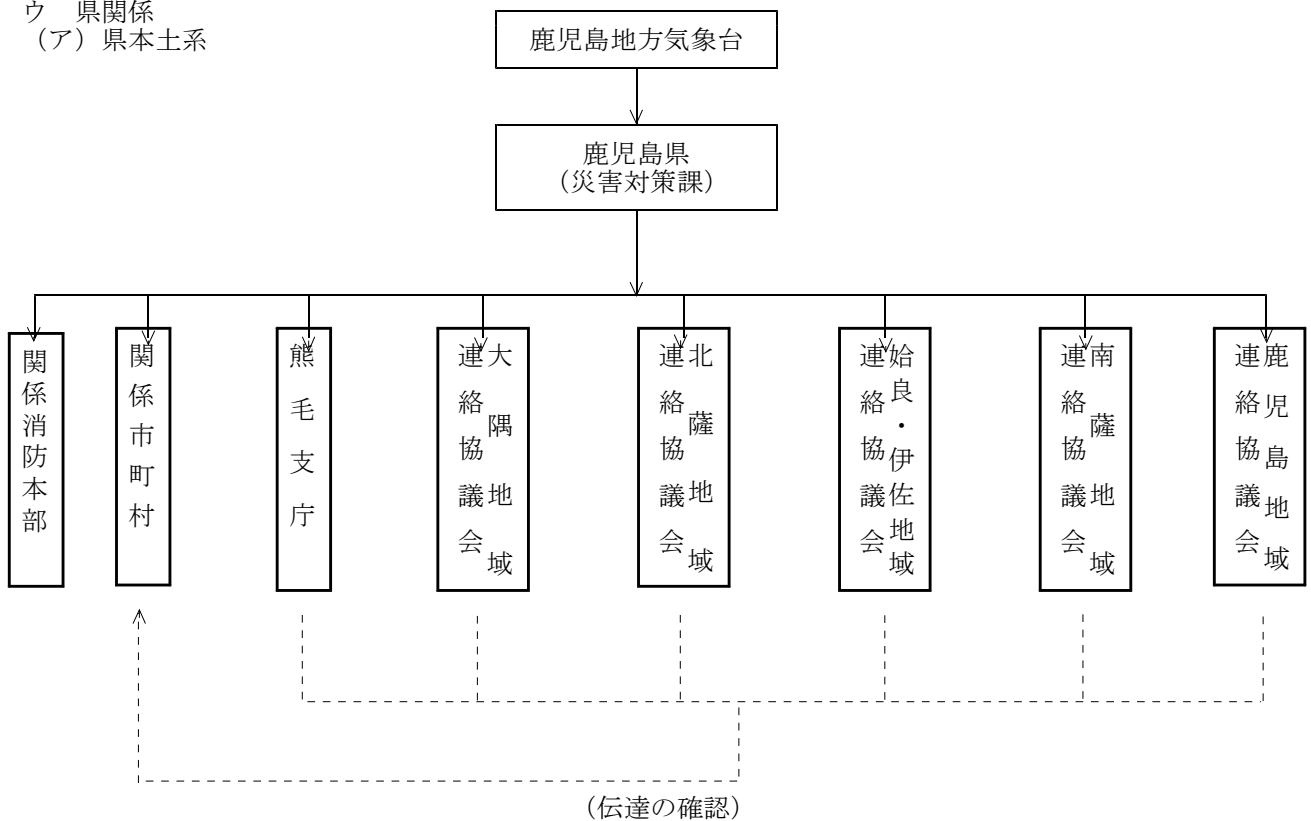 ウ 県関係
（ア）県本土系
鹿児島地方気象台
鹿児島県
（災害対策課）
鹿児島地域
連絡協議会
南薩地域
連絡協議会
姶良・伊佐地域
連絡協議会
北薩地域
連絡協議会
大隅地域
連絡協議会
熊毛支庁
関係市町村
関係消防本部
（伝達の確認）